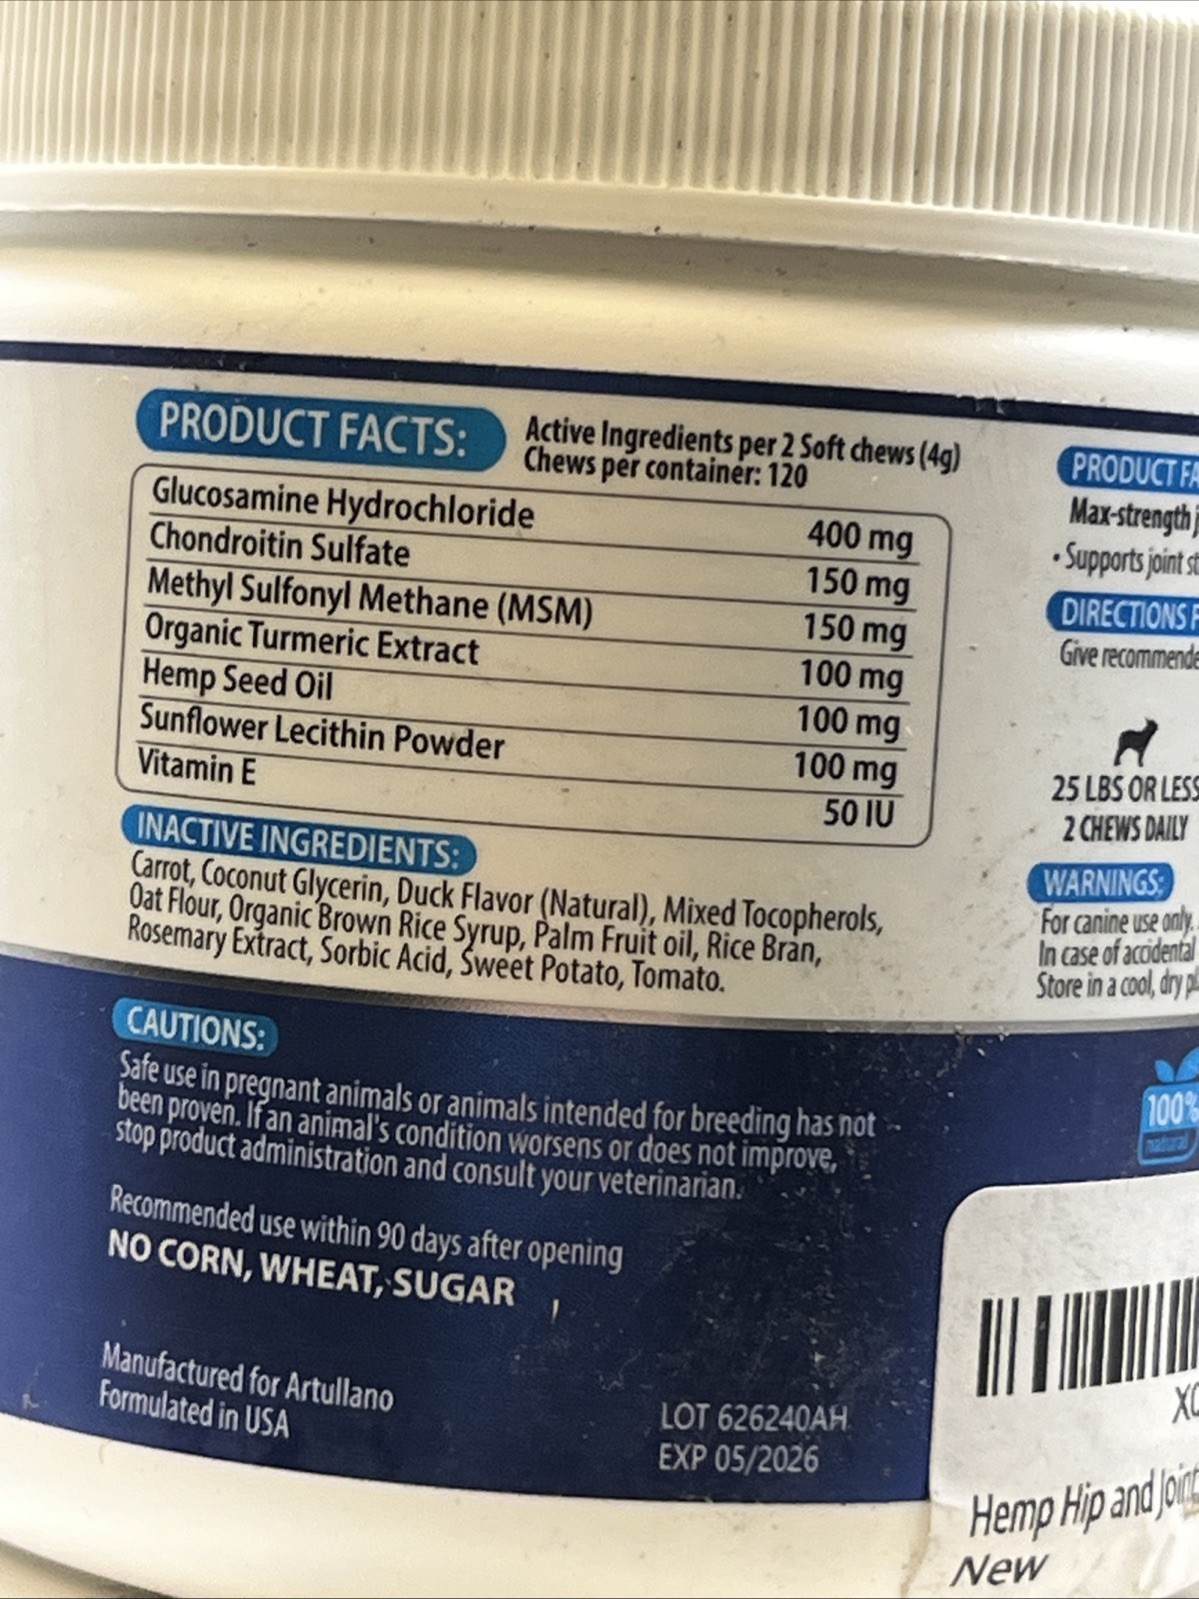 PRODUCT FACTS:
Active Ingredients per 2 Soft chews (4g)
Chews per container: 120
Glucosamine Hydrochloride 400 mg
Chondroitin Sulfate 150 mg
Methyl Sulfonyl Methane (MSM) 150 mg
Organic Turmeric Extract 100 mg
Hemp Seed Oil 100 mg
Sunflower Lecithin Powder 100 mg
Vitamin E 50 IU
INACTIVE INGREDIENTS:
Carrot, Coconut Glycerin, Duck Flavor (Natural), Mixed Tocopherols,
Oat Flour, Organic Brown Rice Syrup, Palm Fruit oil, Rice Bran,
Rosemary Extract, Sorbic Acid, Sweet Potato, Tomato.
CAUTIONS:
Safe use in pregnant animals or animals intended for breeding has not
been proven. If an animal's condition worsens or does not improve,
stop product administration and consult your veterinarian.
Recommended use within 90 days after opening
NO CORN, WHEAT, SUGAR
Manufactured for Artullano
Formulated in USA
LOT 626240AH
EXP 05/2026
PRODUCT FA
Max-strength
• Supports joint st
DIRECTIONS F
Give recommende
25 LBS OR LESS
2 CHEWS DAILY
WARNINGS:
For canine use only.
In case of accidental
Store in a cool, dry pl
100%
natural
X0
Hemp Hip and Joint
New